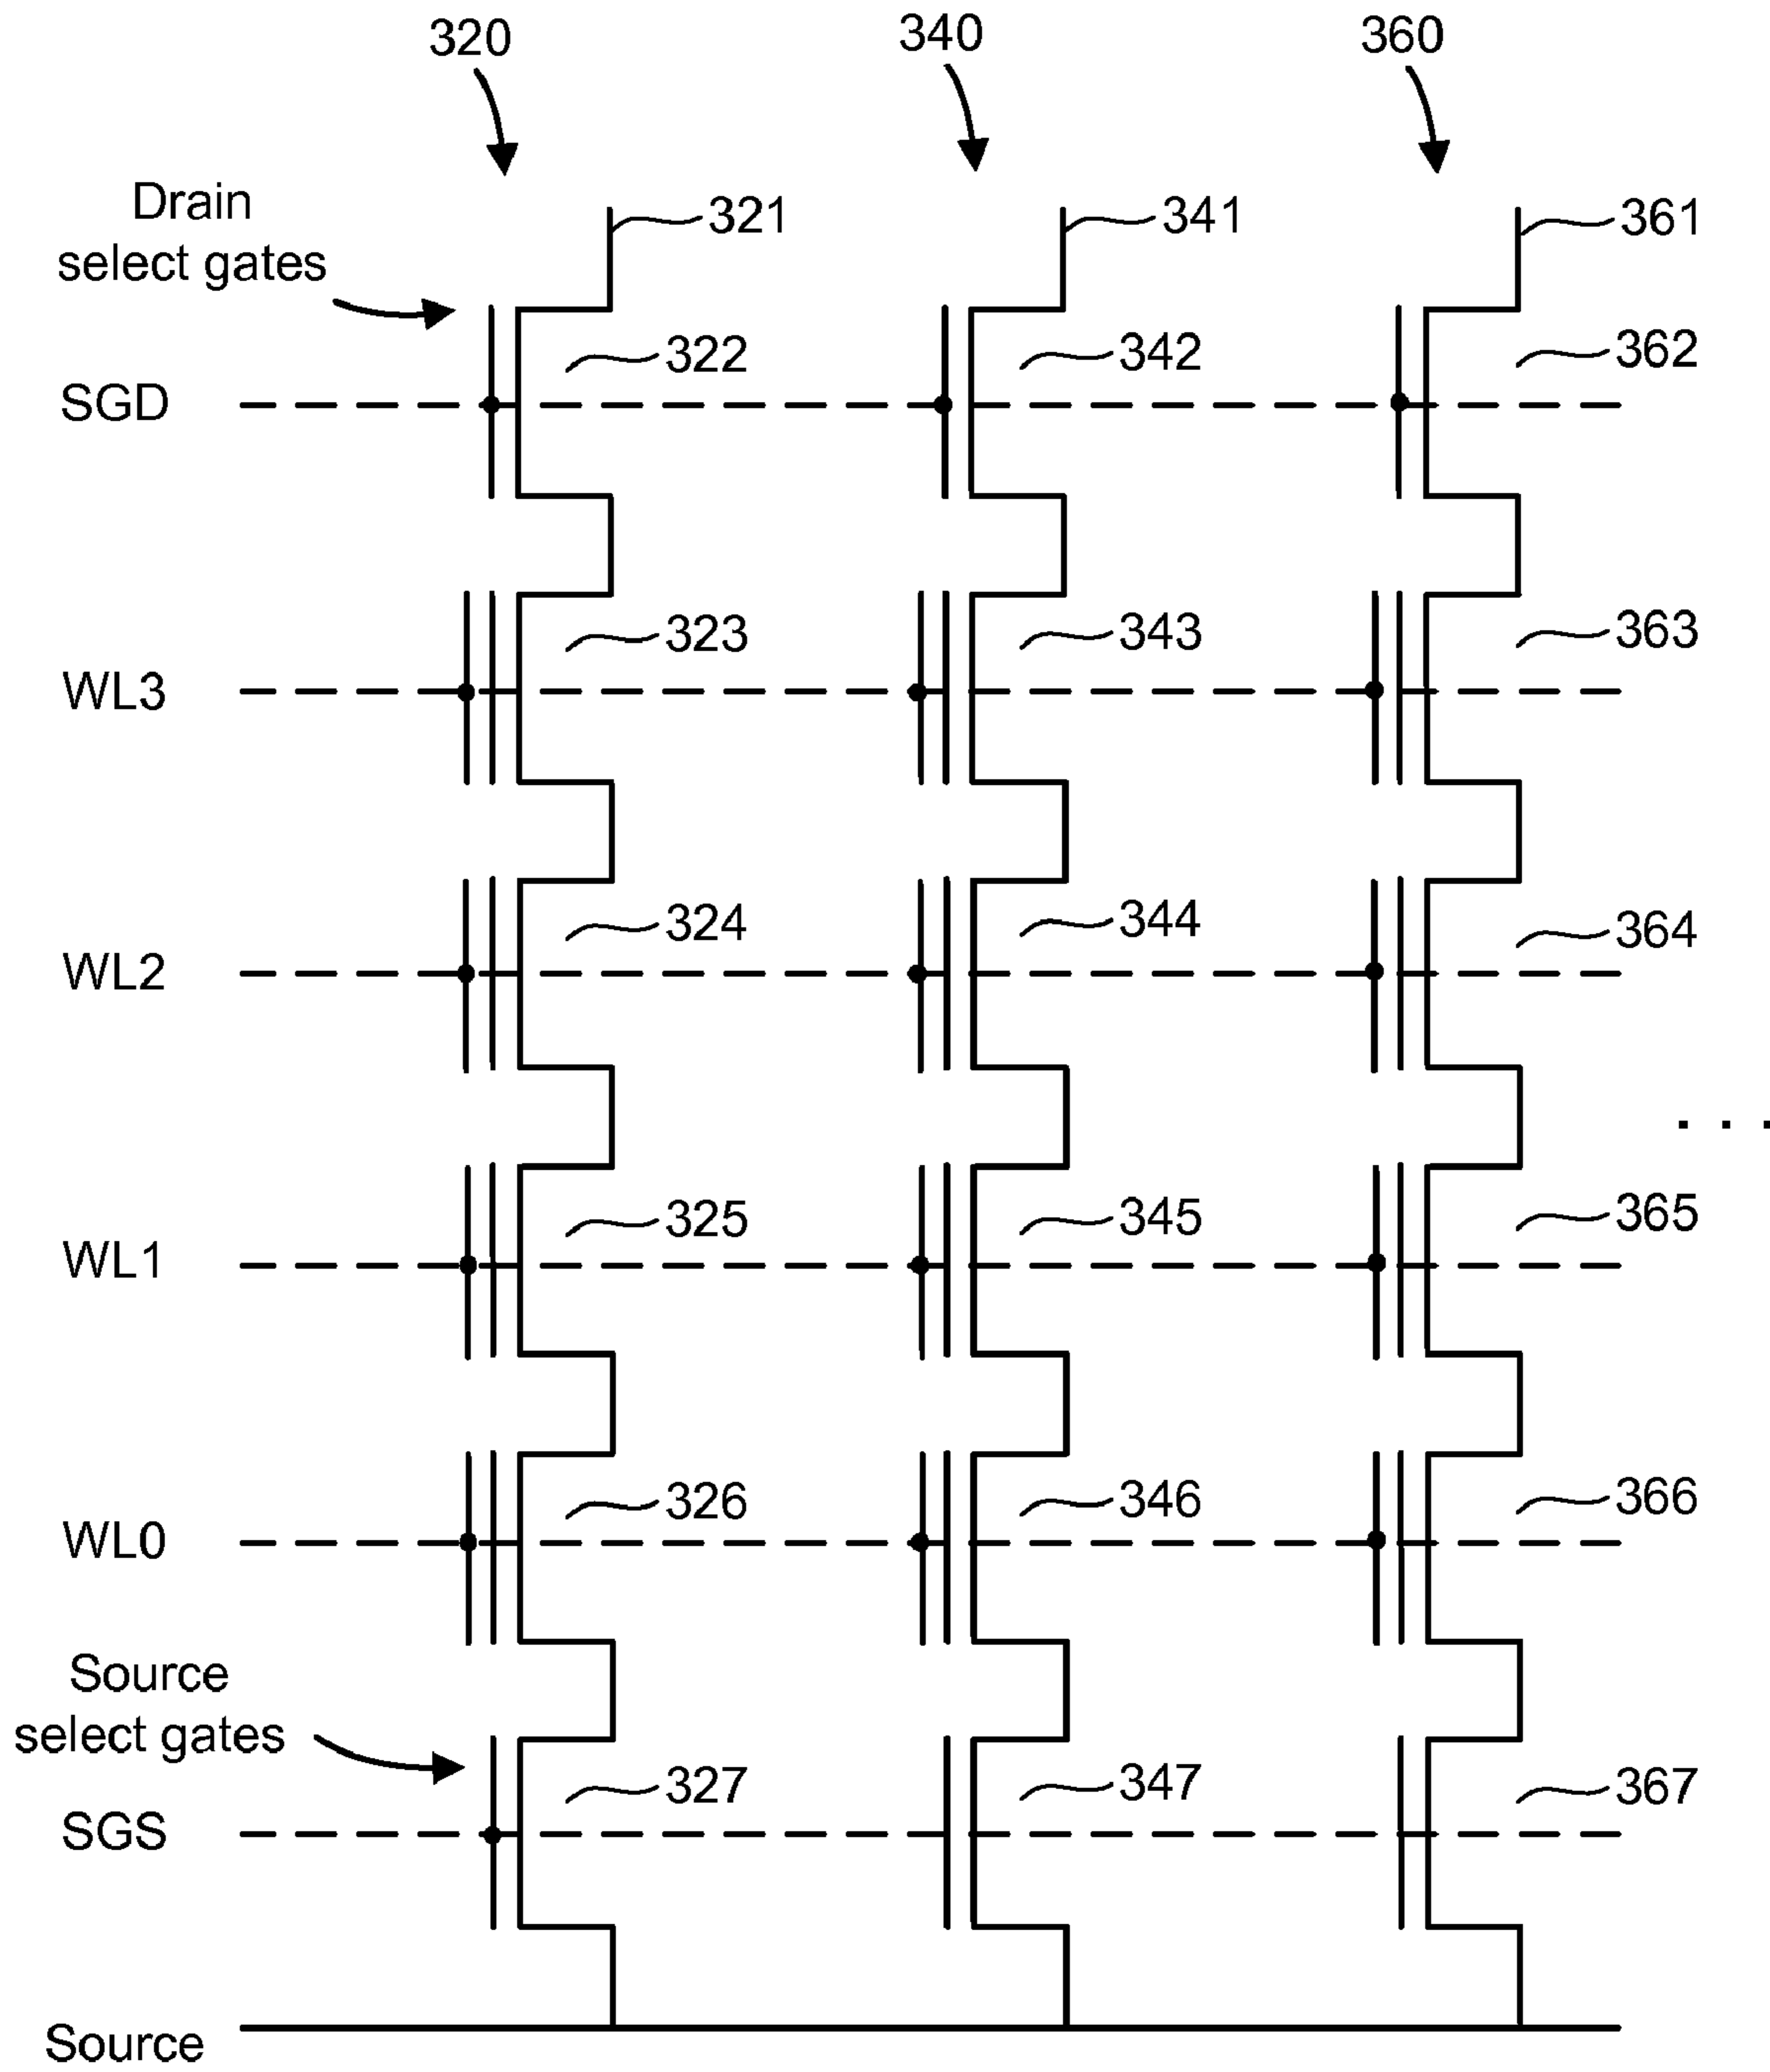 320 340 360
Drain
select gates
321 341 361
322 342 362
SGD
323 343 363
WL3
324 344 364
WL2
. . .
325 345 365
WL1
326 346 366
WL0
Source
select gates
327 347 367
SGS
Source